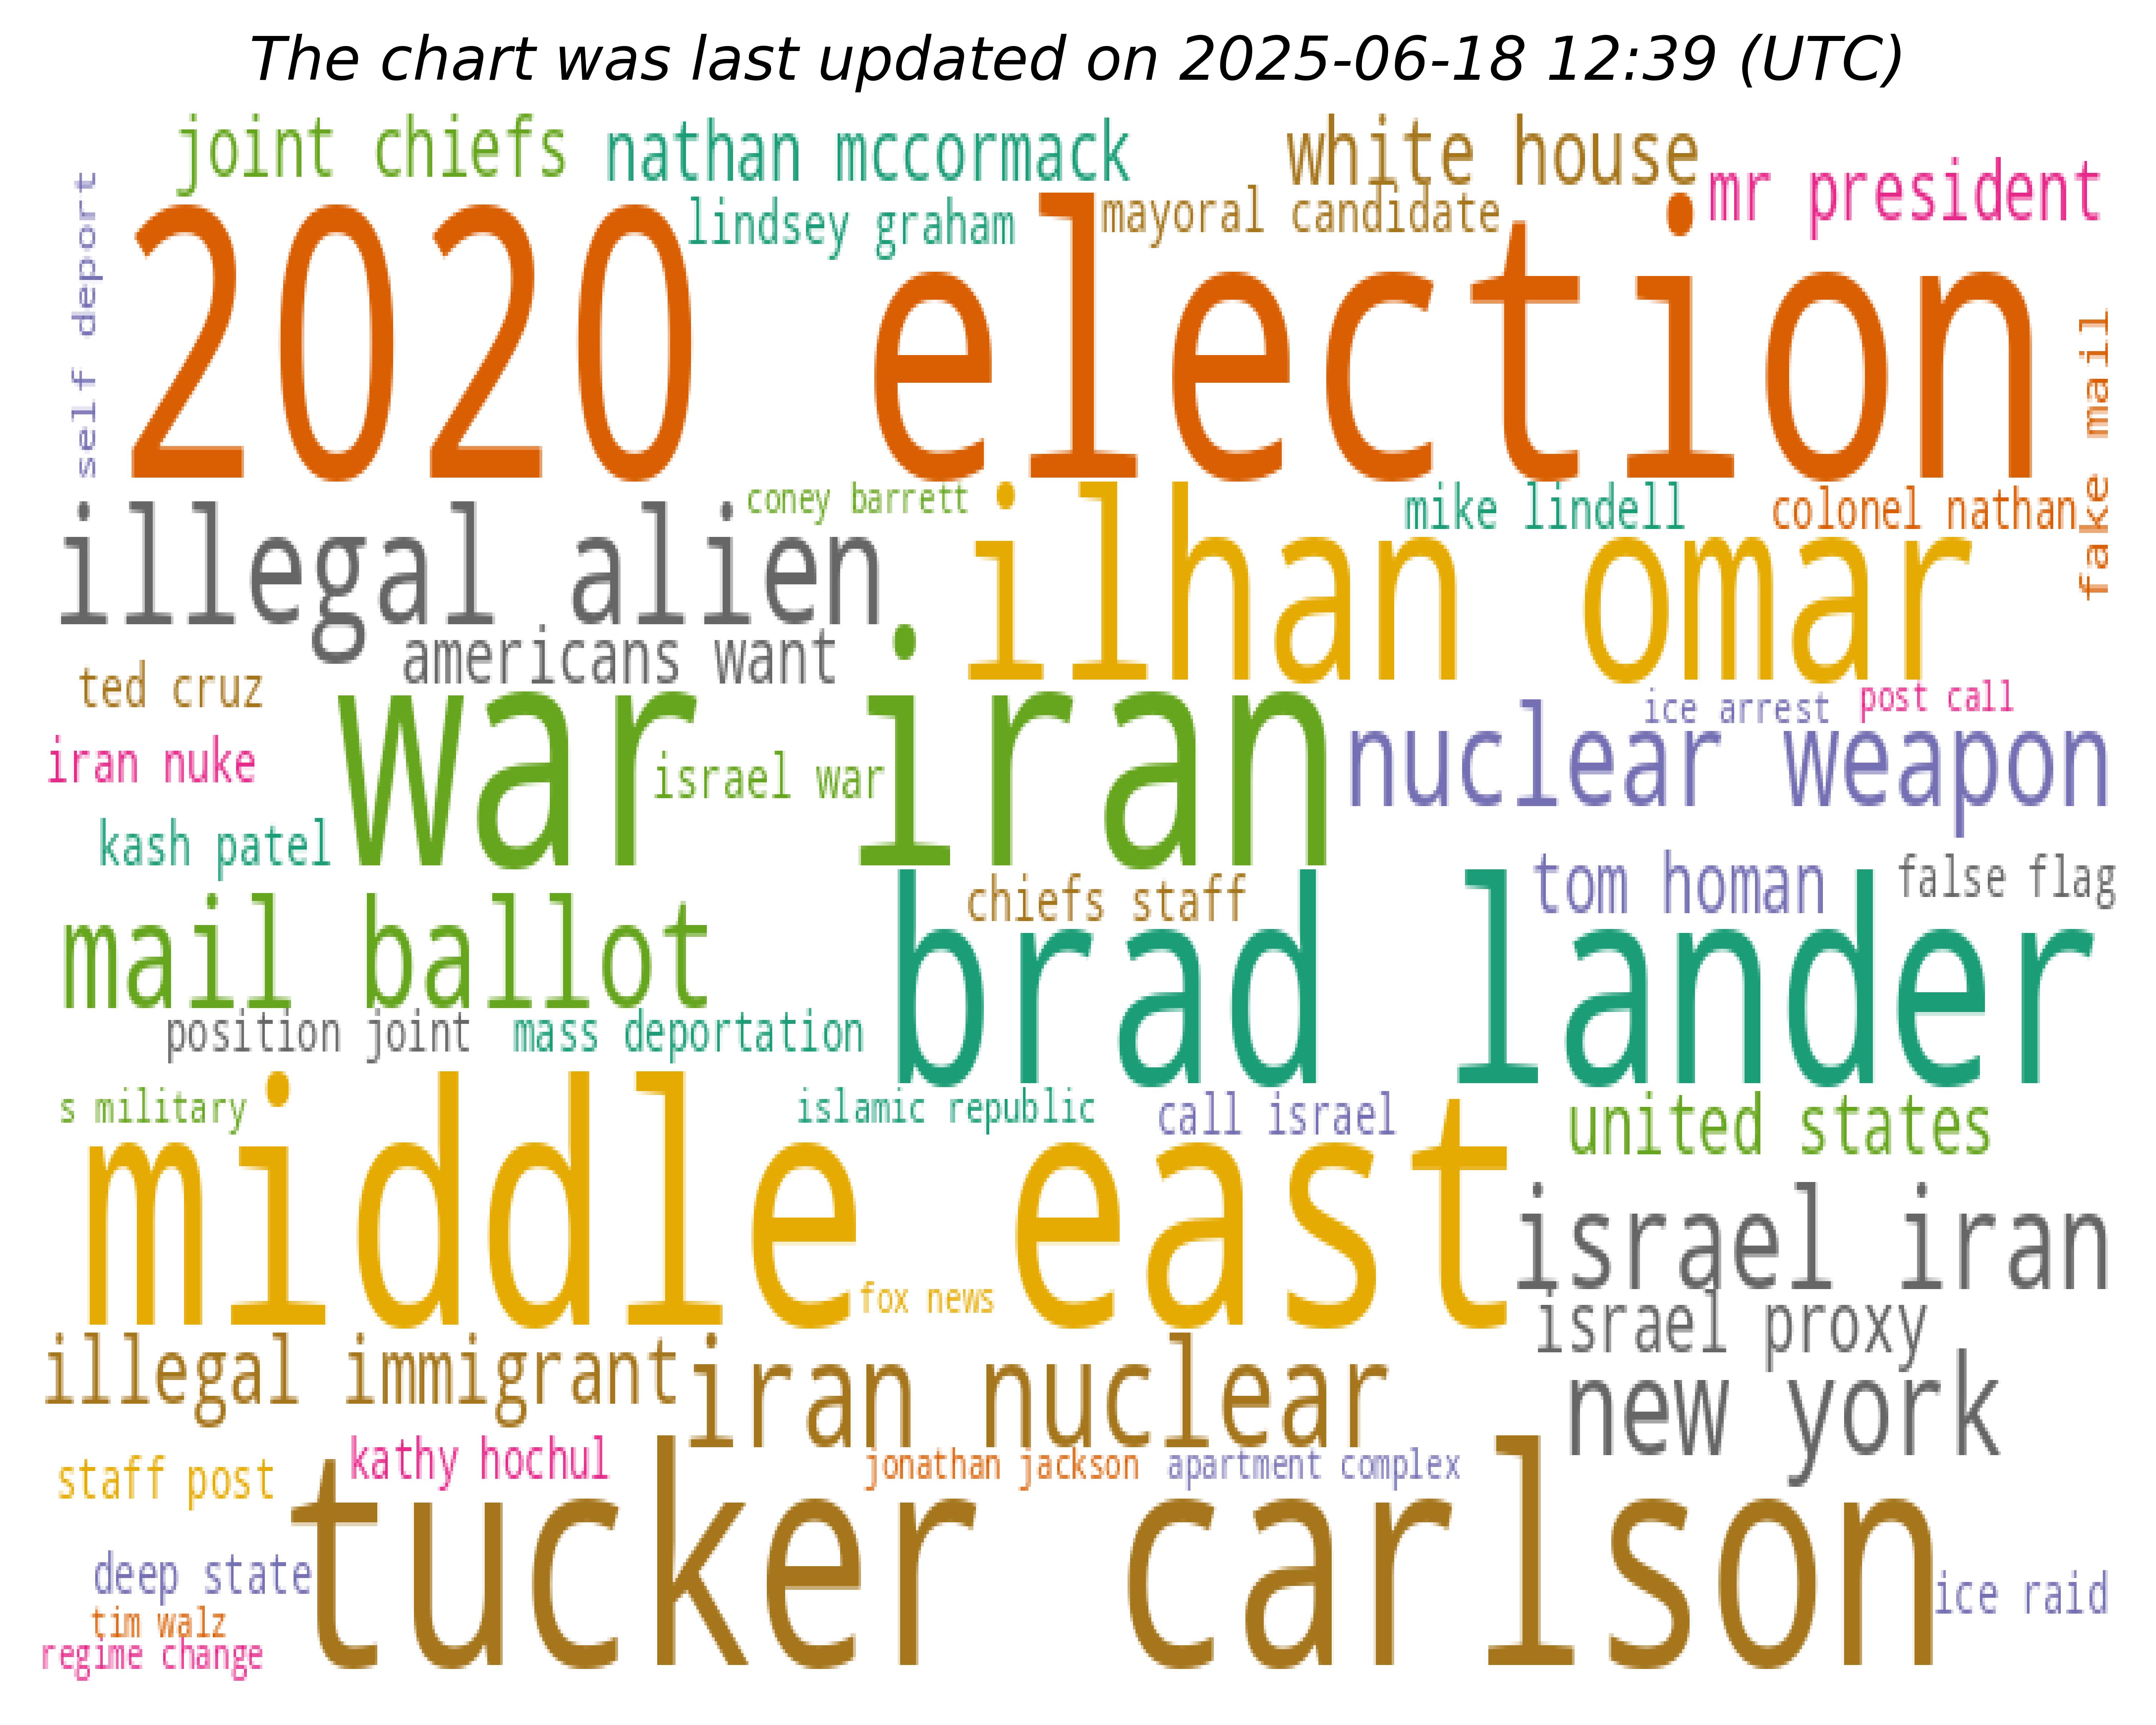 The chart was last updated on 2025-06-18 12:39 (UTC)
joint chiefs
nathan mccormack
white house
mr president
self deport
lindsey graham
mayoral candidate
2020 election
fake mail
coney barrett
mike lindell
colonel nathan
illegal alien
ilhan omar
americans want
ted cruz
ice arrest
post call
war iran
nuclear weapon
iran nuke
israel war
kash patel
tom homan
false flag
chiefs staff
mail ballot
brad lander
position joint
mass deportation
s military
islamic republic
call israel
united states
middle east
israel iran
fox news
israel proxy
illegal immigrant
iran nuclear
new york
kathy hochul
jonathan jackson
apartment complex
staff post
tucker carlson
deep state
ice raid
tim walz
regime change